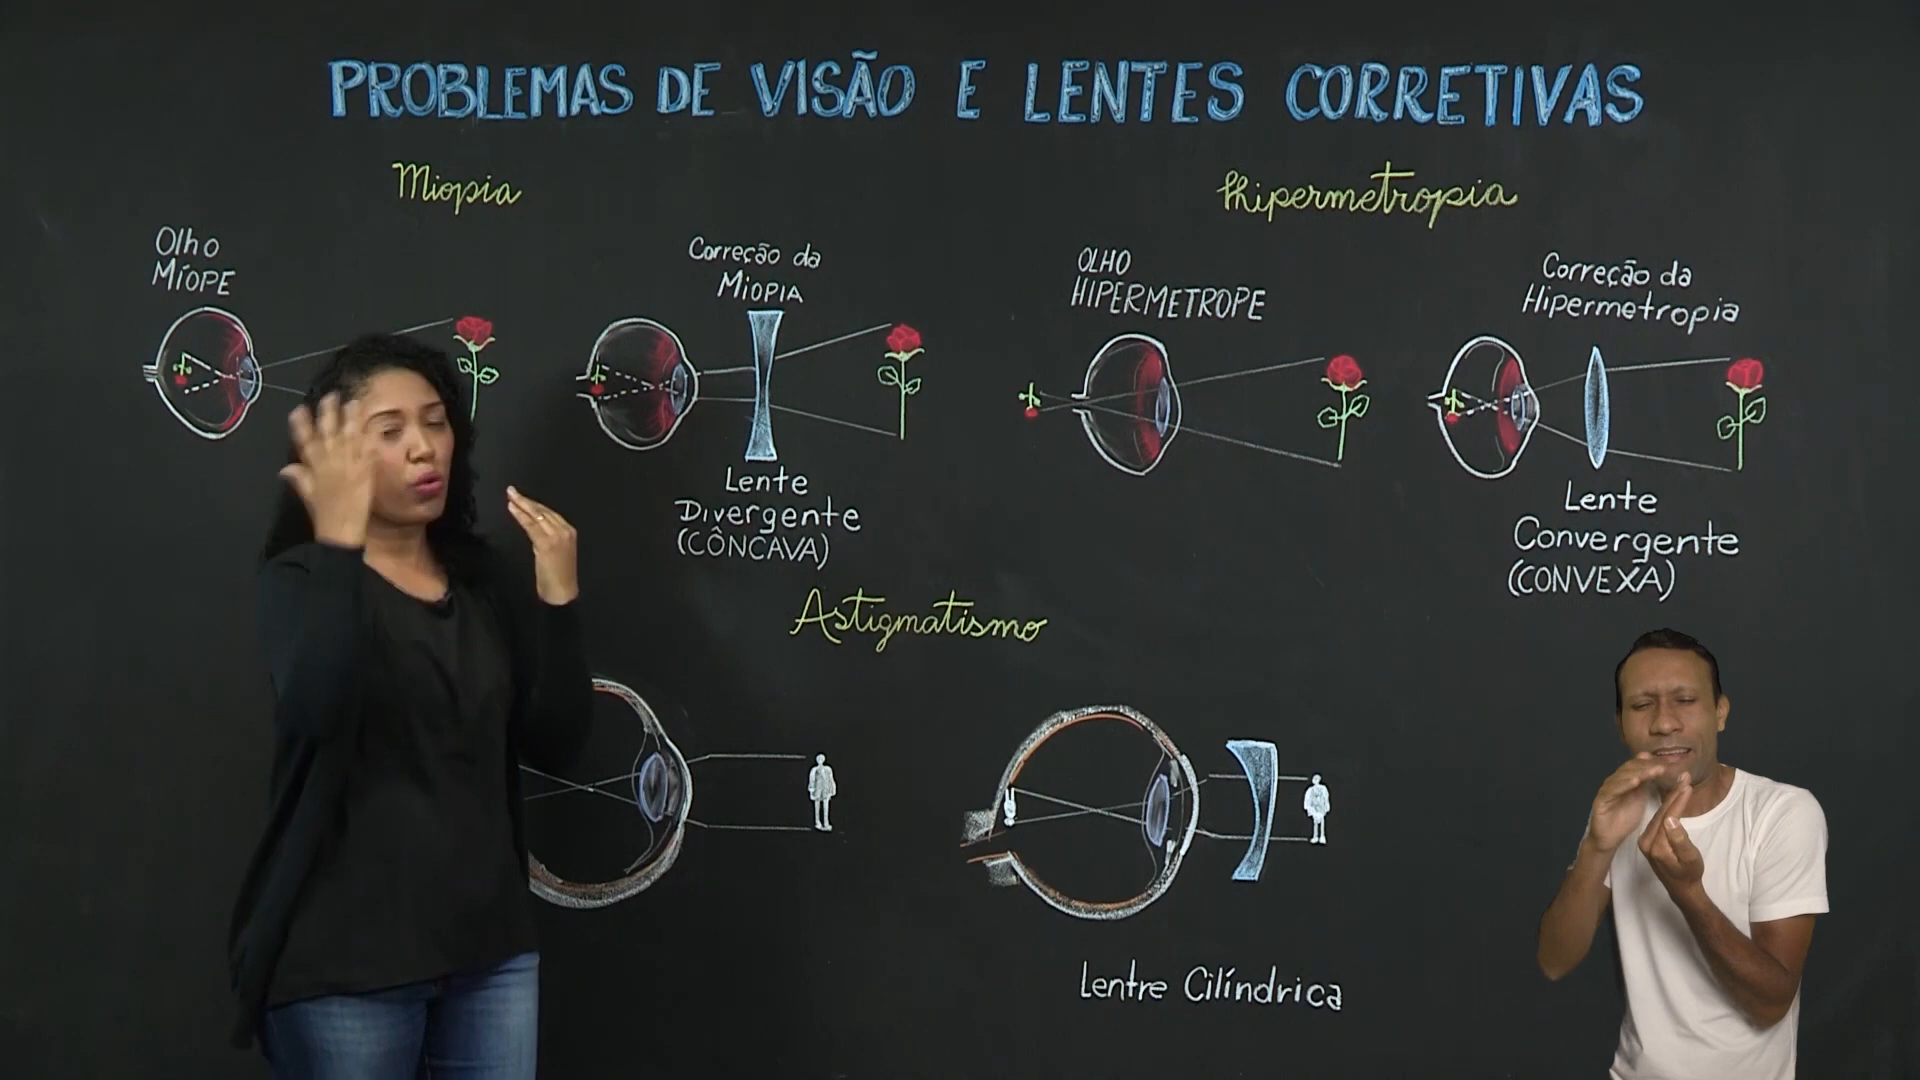 PROBLEMAS DE VISÃO E LENTES CORRETIVAS
Miopia
Hipermetropia
Olho
MÍOPE
Correção da
MIOPIA
OLHO
HIPERMETROPE
Correção da
Hipermetropia
Lente
Divergente
(CÔNCAVA)
Lente
Convergente
(CONVEXA)
Astigmatismo
Lentre Cilíndrica